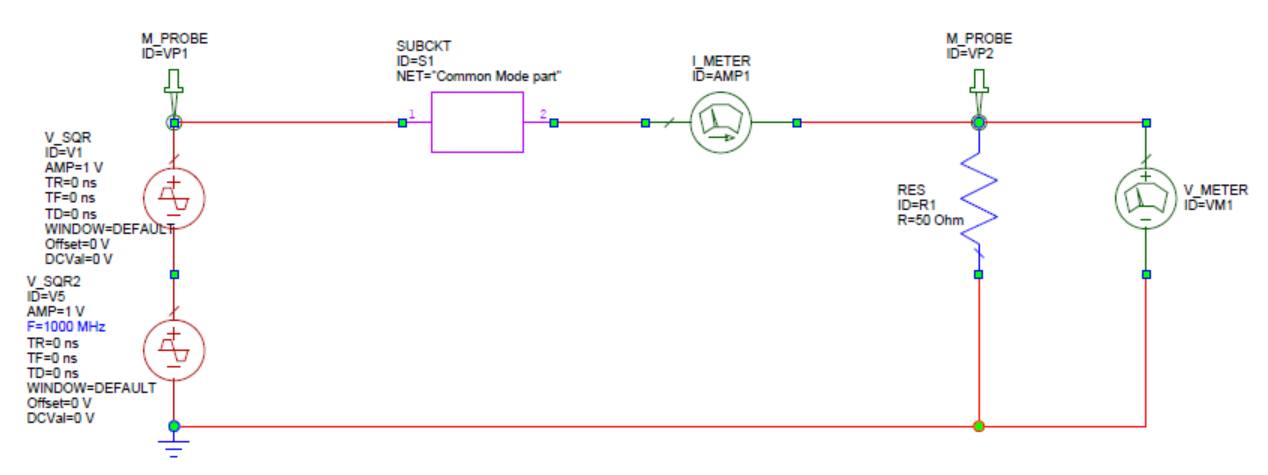 M_PROBE
ID=VP1
SUBCKT
ID=S1
NET="Common Mode part"
I_METER
ID=AMP1
M_PROBE
ID=VP2
1
2
V_SQR
ID=V1
AMP=1 V
TR=0 ns
TF=0 ns
TD=0 ns
WINDOW=DEFAULT
Offset=0 V
DCVal=0 V
RES
ID=R1
R=50 Ohm
V_METER
ID=VM1
V_SQR2
ID=V5
AMP=1 V
F=1000 MHz
TR=0 ns
TF=0 ns
TD=0 ns
WINDOW=DEFAULT
Offset=0 V
DCVal=0 V